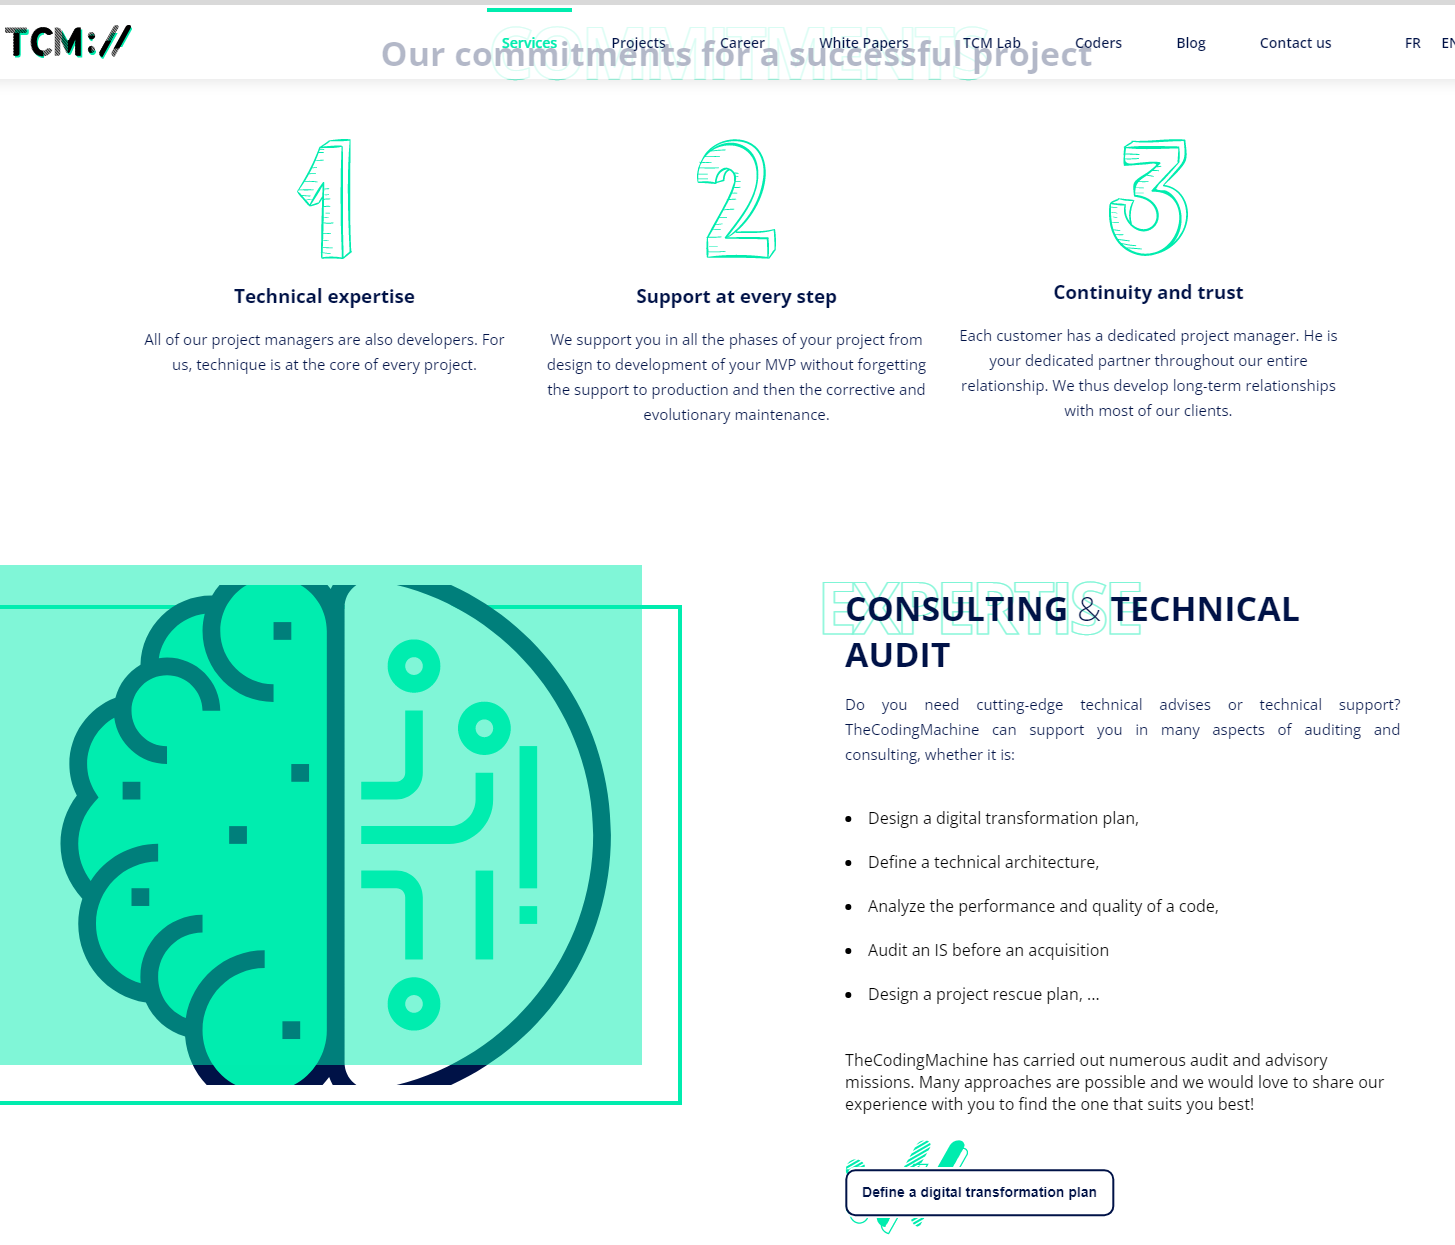 TCM://
Services Projects Career White Papers TCM Lab Coders Blog Contact us FR EN
COMMITMENTS
Our commitments for a successful project
1
2
3
Technical expertise
All of our project managers are also developers. For
us, technique is at the core of every project.
Support at every step
We support you in all the phases of your project from
design to development of your MVP without forgetting
the support to production and then the corrective and
evolutionary maintenance.
Continuity and trust
Each customer has a dedicated project manager. He is
your dedicated partner throughout our entire
relationship. We thus develop long-term relationships
with most of our clients.
EXPERTISE
CONSULTING & TECHNICAL
AUDIT
Do you need cutting-edge technical advises or technical support?
TheCodingMachine can support you in many aspects of auditing and
consulting, whether it is:
• Design a digital transformation plan,
• Define a technical architecture,
• Analyze the performance and quality of a code,
• Audit an IS before an acquisition
• Design a project rescue plan, ...
TheCodingMachine has carried out numerous audit and advisory
missions. Many approaches are possible and we would love to share our
experience with you to find the one that suits you best!
Define a digital transformation plan